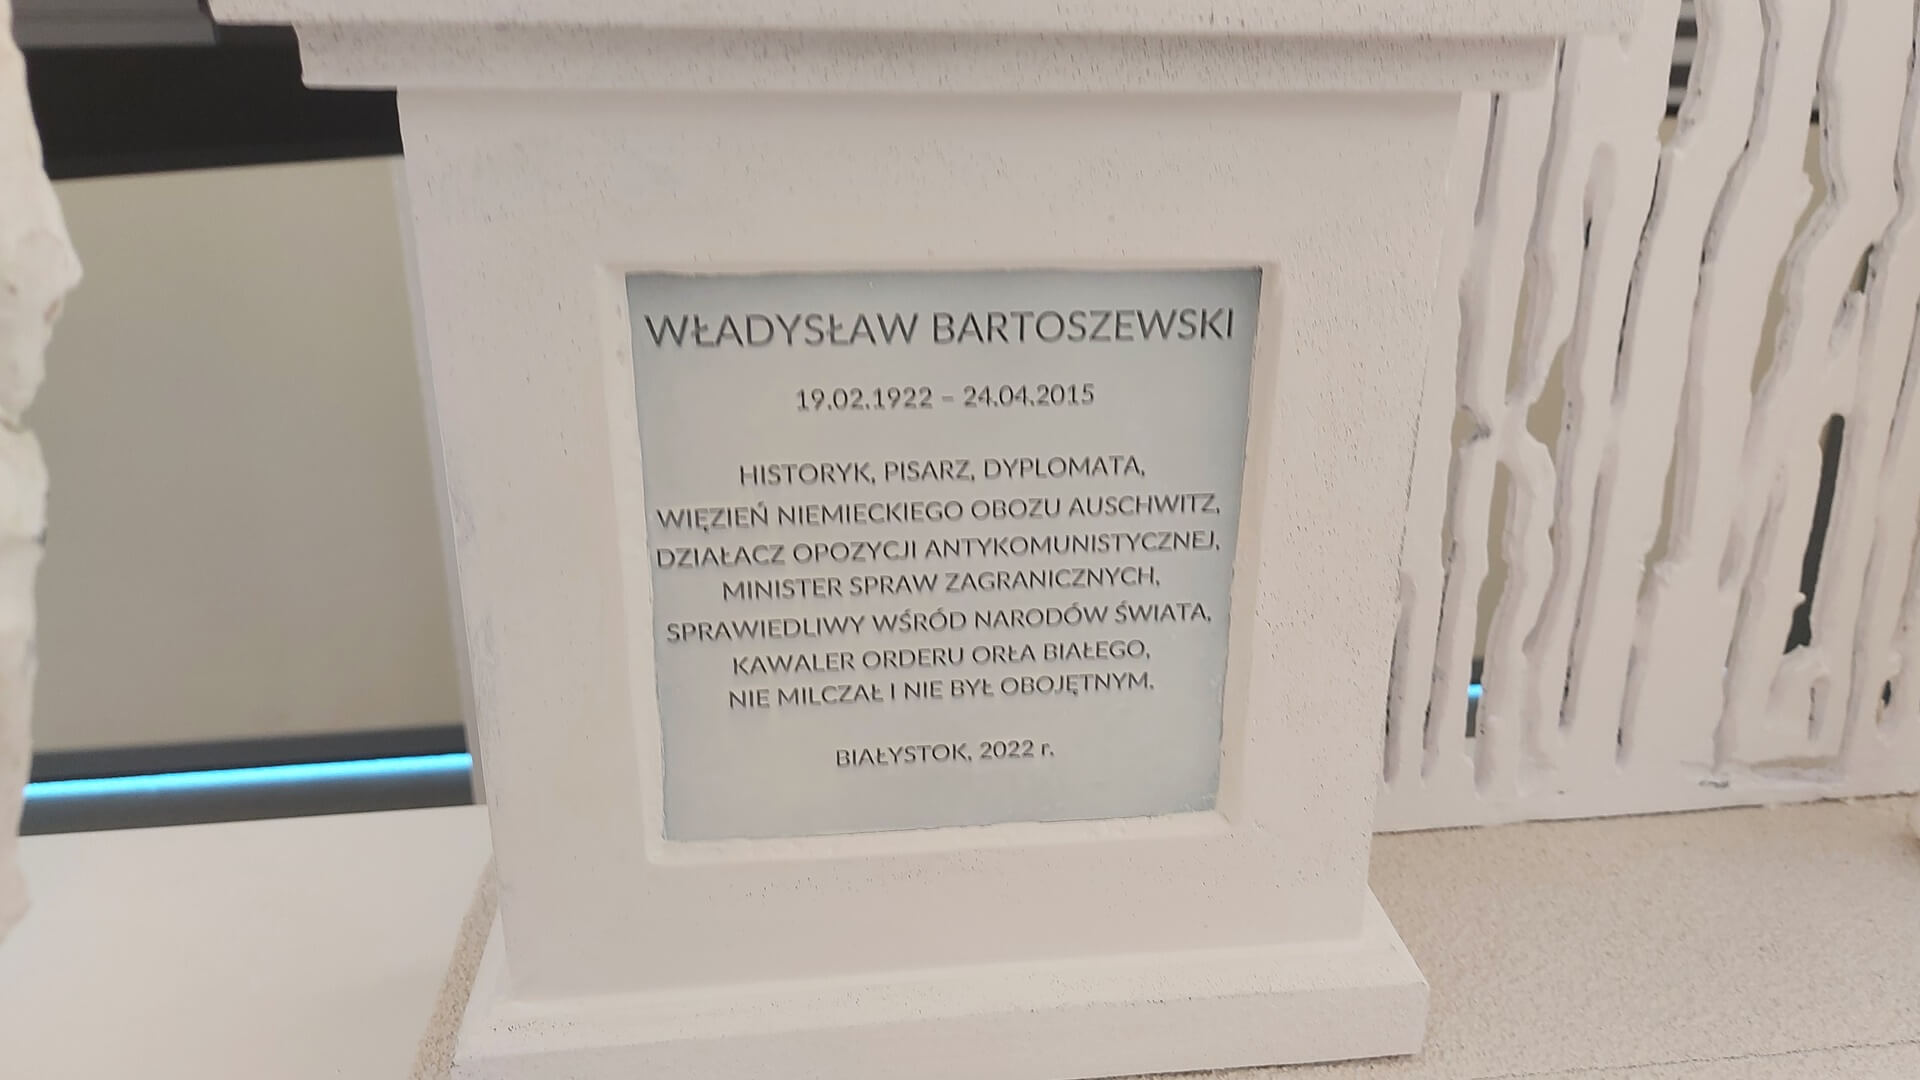 WŁADYSŁAW BARTOSZEWSKI
19.02.1922 – 24.04.2015
HISTORYK, PISARZ, DYPLOMATA,
WIĘZIEŃ NIEMIECKIEGO OBOZU AUSCHWITZ,
DZIAŁACZ OPOZYCJI ANTYKOMUNISTYCZNEJ,
MINISTER SPRAW ZAGRANICZNYCH,
SPRAWIEDLIWY WŚRÓD NARODÓW ŚWIATA,
KAWALER ORDERU ORŁA BIAŁEGO,
NIE MILCZAŁ I NIE BYŁ OBOJĘTNYM.
BIAŁYSTOK, 2022 r.